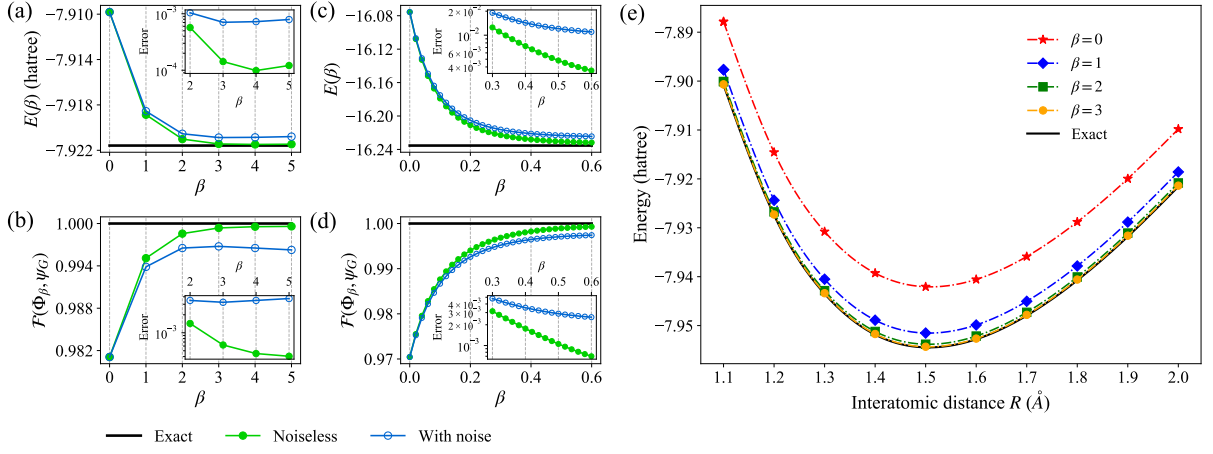 (a)
−7.910
−7.914
−7.918
−7.922
E(β) (hatree)
0 1 2 3 4 5
β
10⁻³
10⁻⁴
Error
2 3 4 5
β
(c)
−16.08
−16.12
−16.16
−16.20
−16.24
E(β)
0.0 0.2 0.4 0.6
β
2 × 10⁻²
10⁻²
6 × 10⁻³
4 × 10⁻³
Error
0.3 0.4 0.5 0.6
β
(b)
1.000
0.994
0.988
0.982
F(Φβ, ψG)
0 1 2 3 4 5
β
2 3 4 5
β
10⁻³
Error
(d)
1.00
0.99
0.98
0.97
F(Φβ, ψG)
0.0 0.2 0.4 0.6
β
0.3 0.4 0.5 0.6
β
4 × 10⁻³
3 × 10⁻³
2 × 10⁻³
10⁻³
Error
Exact
Noiseless
With noise
(e)
−7.89
−7.90
−7.91
−7.92
−7.93
−7.94
−7.95
Energy (hatree)
β = 0
β = 1
β = 2
β = 3
Exact
1.1 1.2 1.3 1.4 1.5 1.6 1.7 1.8 1.9 2.0
Interatomic distance R (Å)